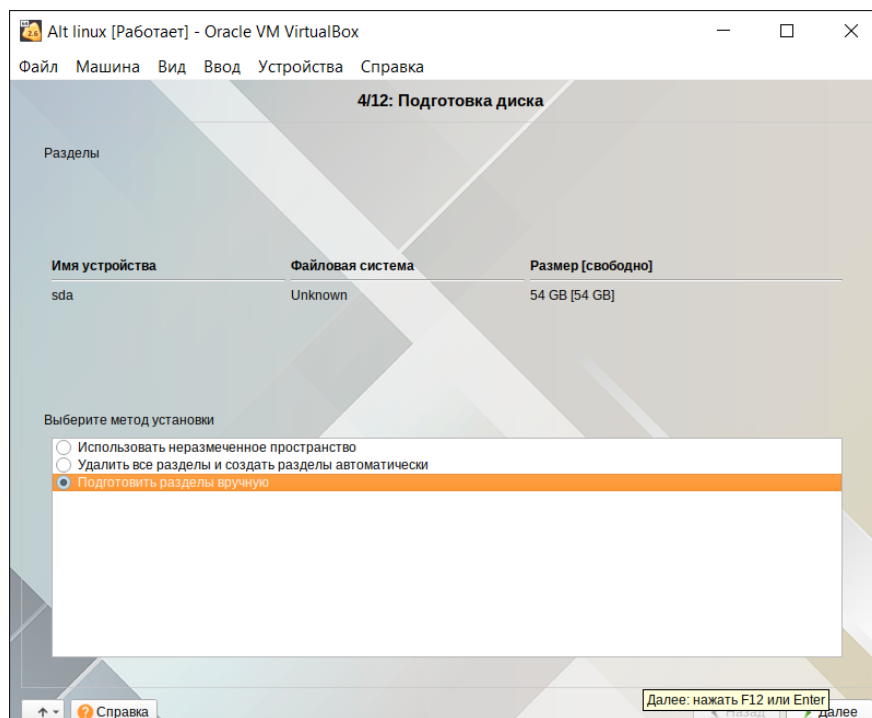 Alt linux [Работает] - Oracle VM VirtualBox
Файл Машина Вид Ввод Устройства Справка
4/12: Подготовка диска
Разделы
Имя устройства Файловая система Размер [свободно]
sda Unknown 54 GB [54 GB]
Выберите метод установки
Использовать неразмеченное пространство
Удалить все разделы и создать разделы автоматически
Подготовить разделы вручную
Далее: нажать F12 или Enter
Справка Назад Далее